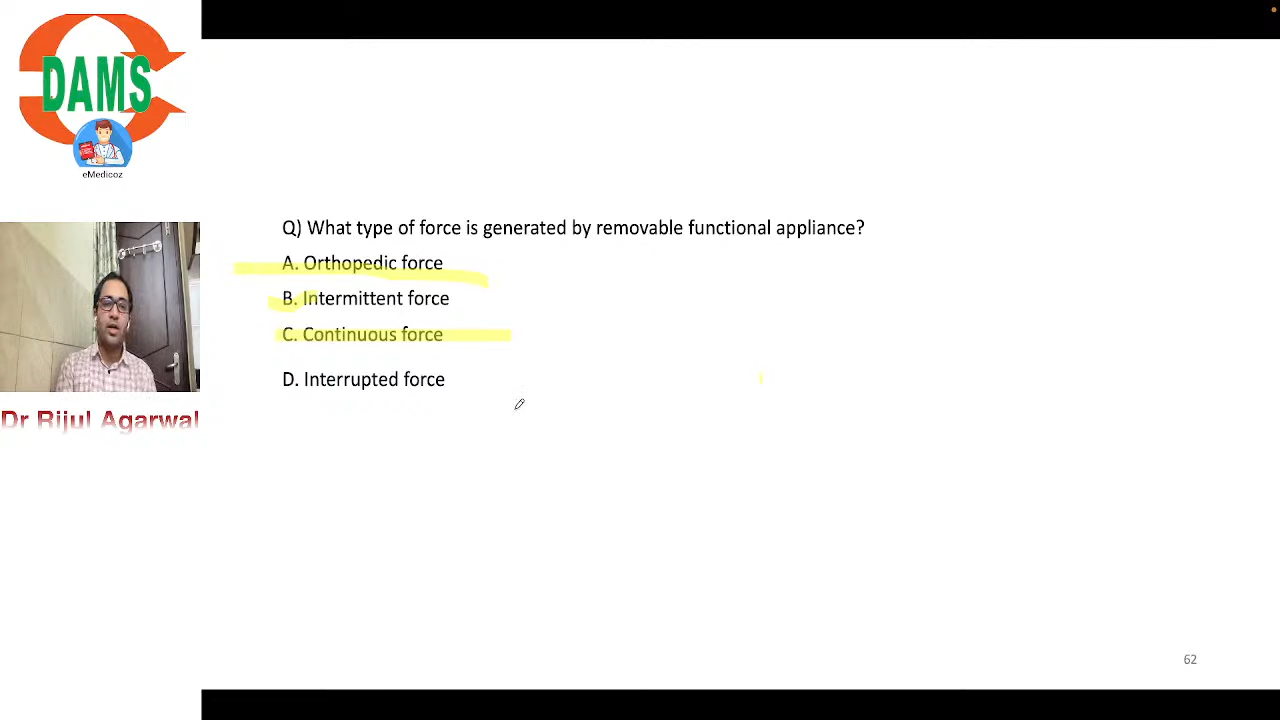 DAMS
eMedicoz
Q) What type of force is generated by removable functional appliance?
A. Orthopedic force
B. Intermittent force
C. Continuous force
D. Interrupted force
Dr Rijul Agarwal
62